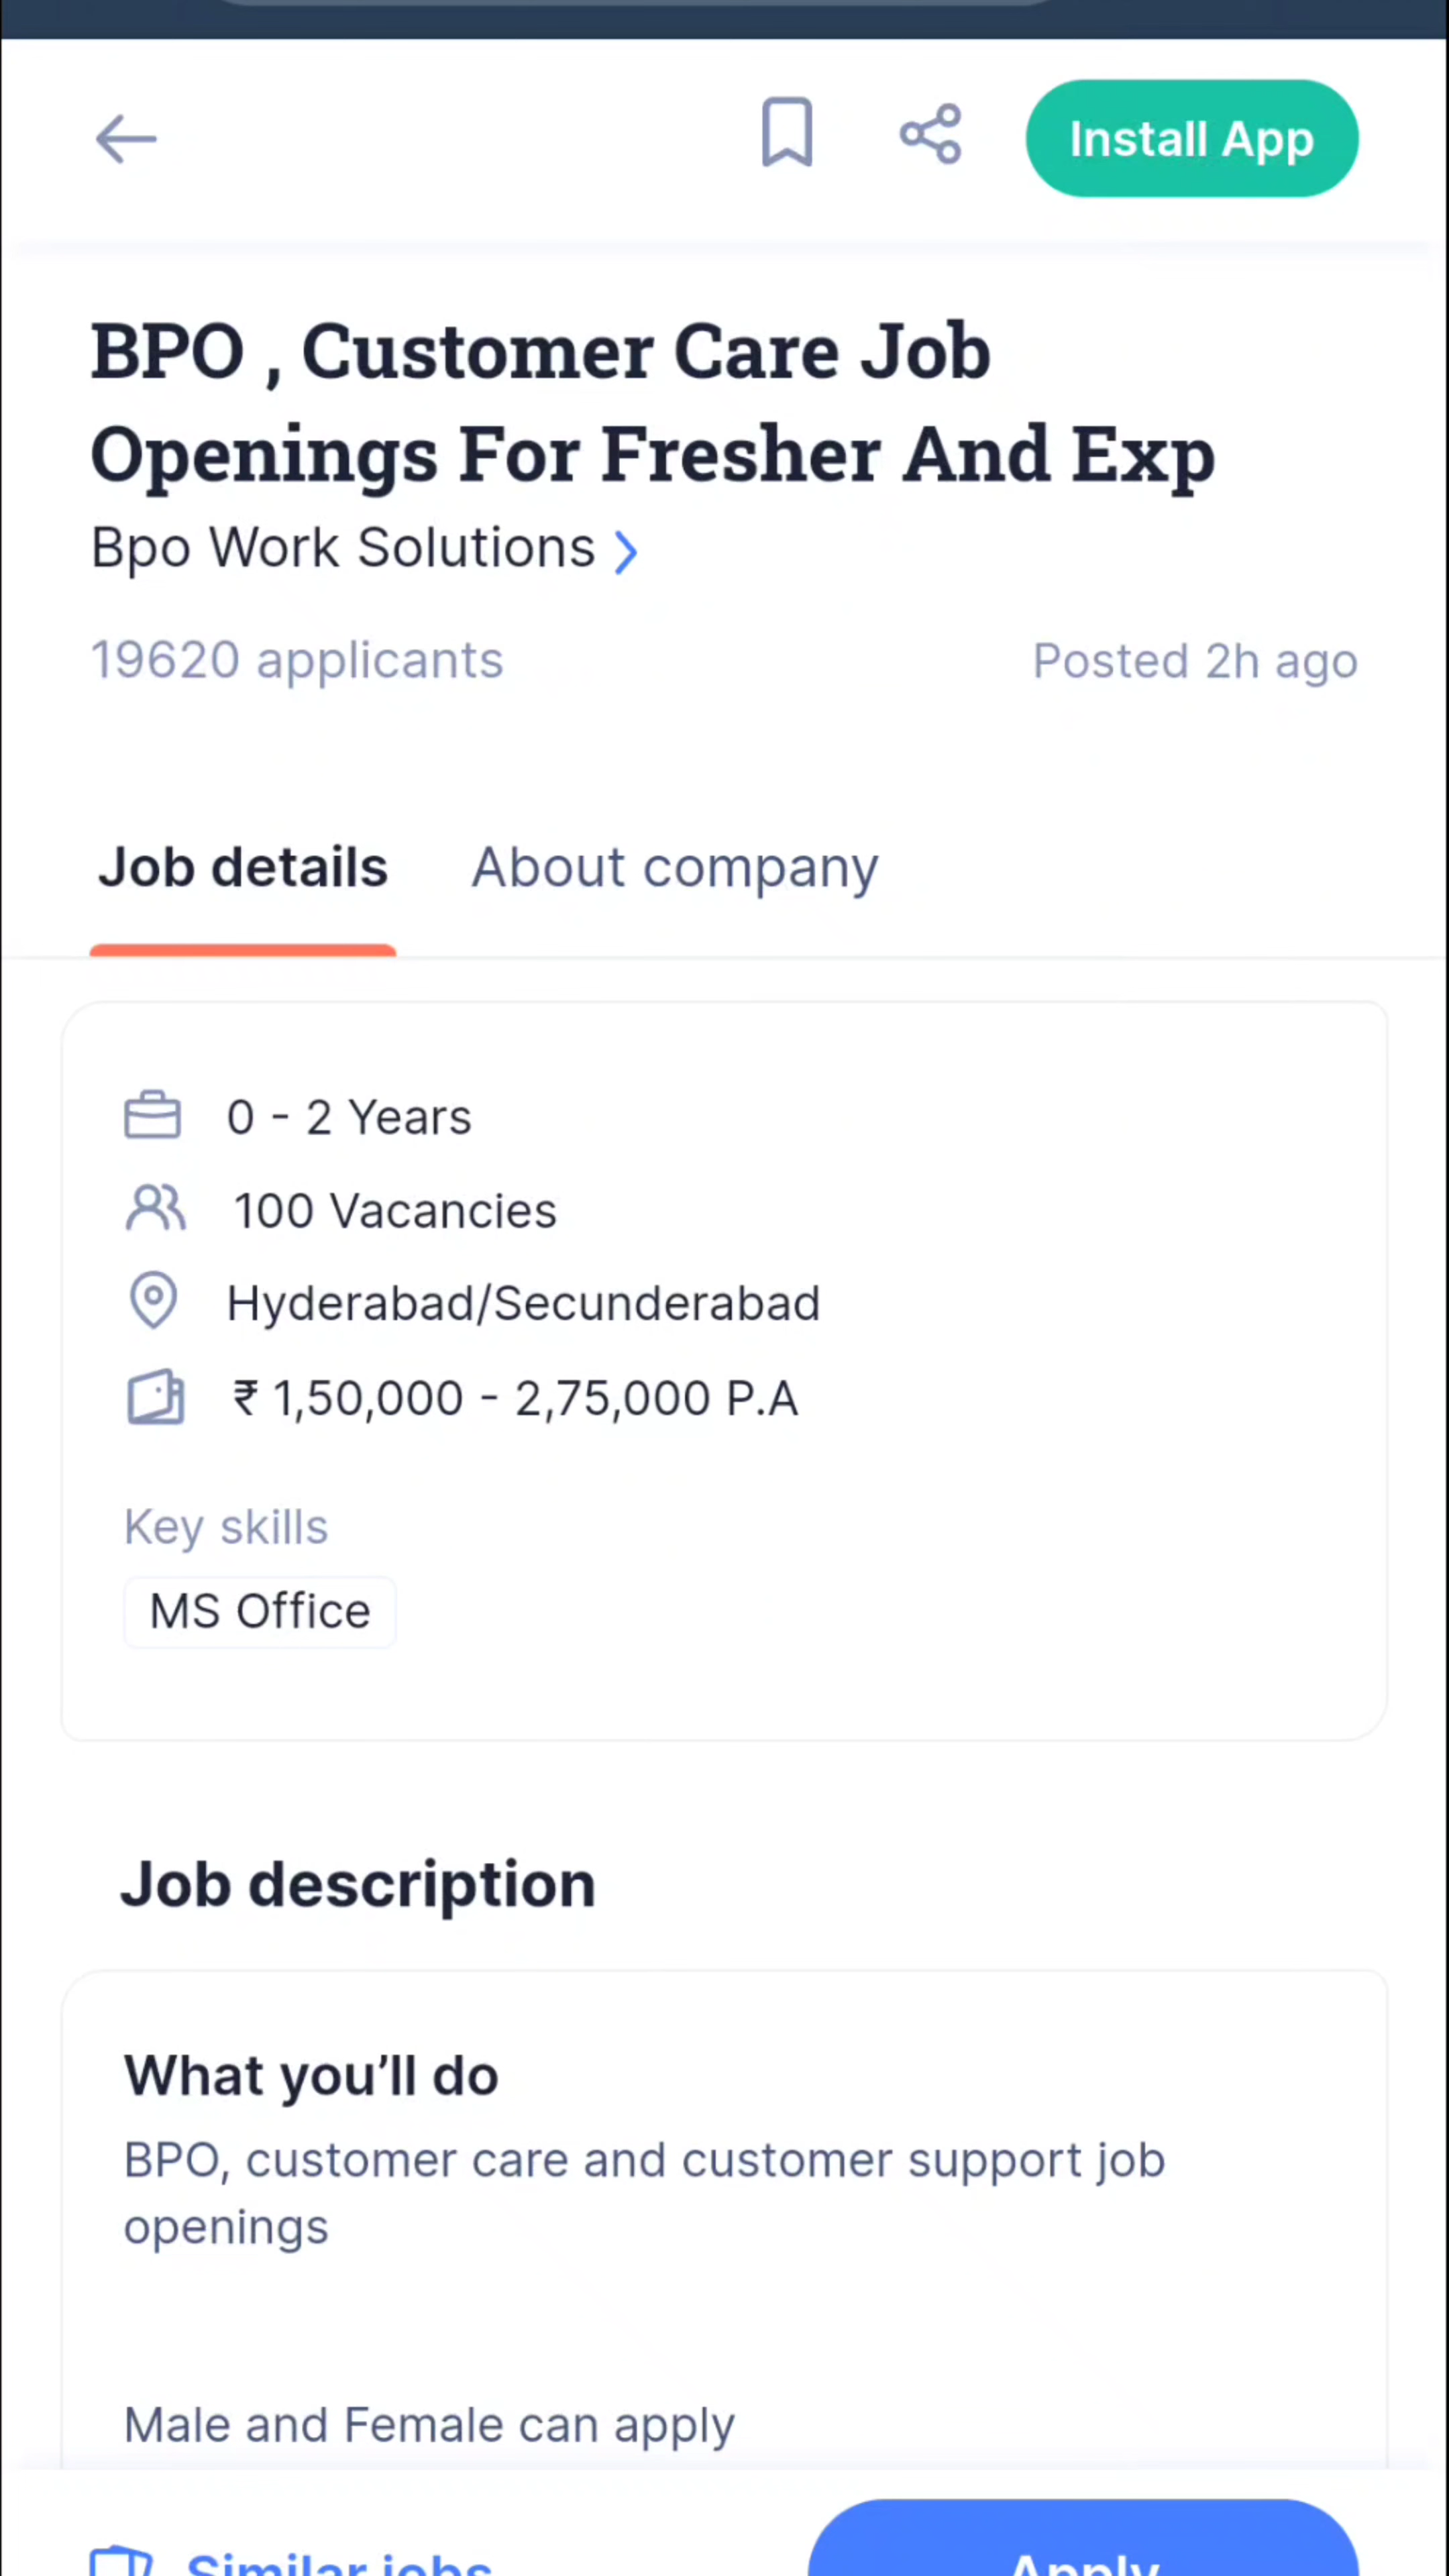 Install App
BPO , Customer Care Job
Openings For Fresher And Exp
Bpo Work Solutions
19620 applicants
Posted 2h ago
Job details
About company
0 - 2 Years
100 Vacancies
Hyderabad/Secunderabad
₹ 1,50,000 - 2,75,000 P.A
Key skills
MS Office
Job description
What you’ll do
BPO, customer care and customer support job
openings
Male and Female can apply
Similar jobs
Apply